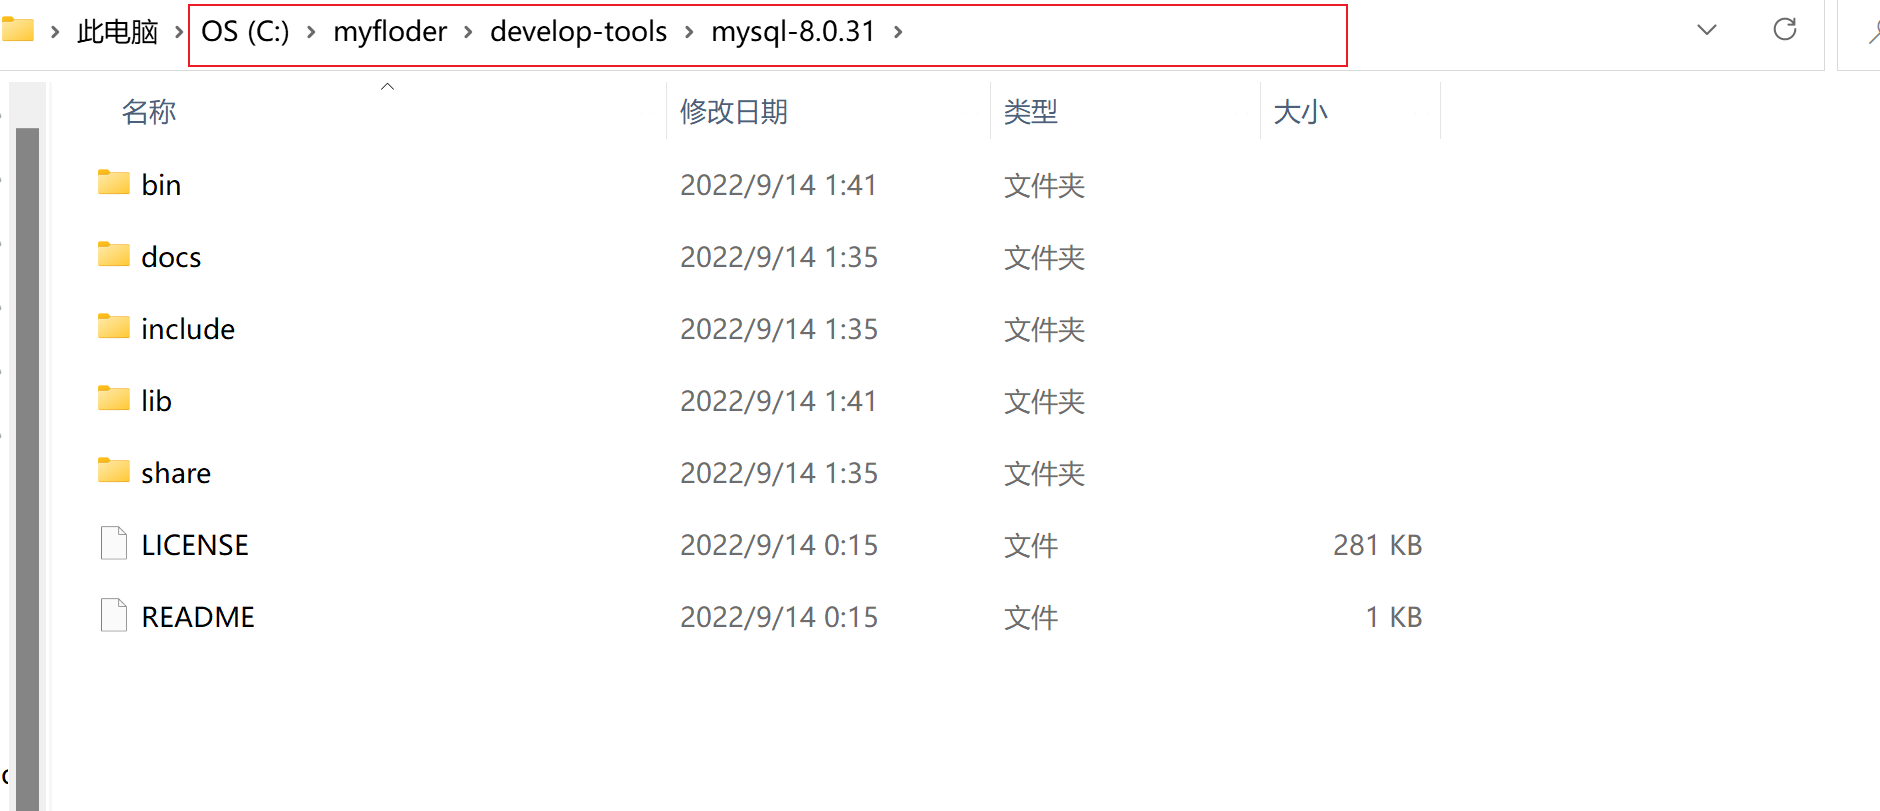 此电脑 > OS (C:) > myfloder > develop-tools > mysql-8.0.31 >
名称 修改日期 类型 大小
bin 2022/9/14 1:41 文件夹
docs 2022/9/14 1:35 文件夹
include 2022/9/14 1:35 文件夹
lib 2022/9/14 1:41 文件夹
share 2022/9/14 1:35 文件夹
LICENSE 2022/9/14 0:15 文件 281 KB
README 2022/9/14 0:15 文件 1 KB